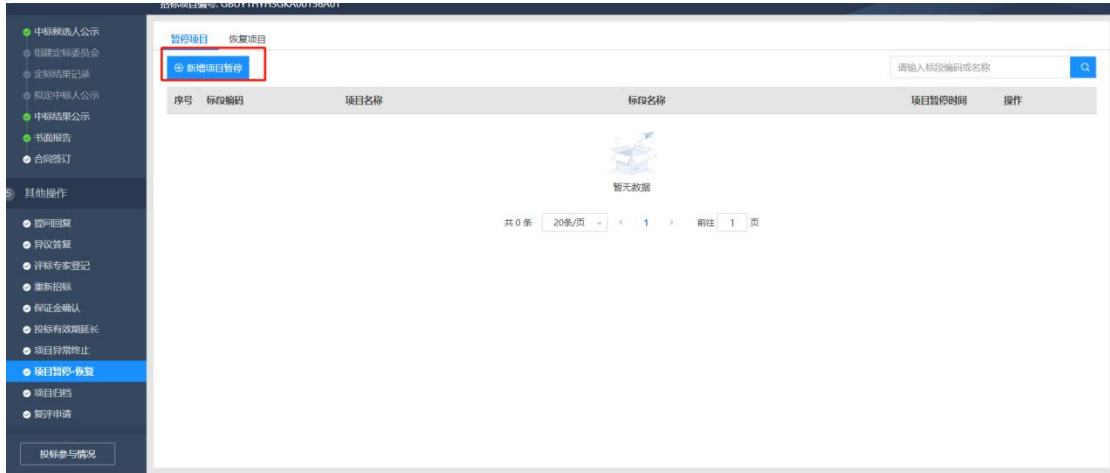 中标候选人公示
组建定标委员会
定标结果记录
拟定中标人公示
中标结果公示
书面报告
合同签订
其他操作
提问回复
异议答复
评标专家登记
重新招标
保证金确认
投标有效期延长
项目异常终止
项目暂停-恢复
项目归档
复评申请
投标参与情况
暂停项目 恢复项目
新增项目暂停 请输入标段编码或名称
序号 标段编码 项目名称 标段名称 项目暂停时间 操作
暂无数据
共 0 条 20条/页 < 1 > 前往 1 页